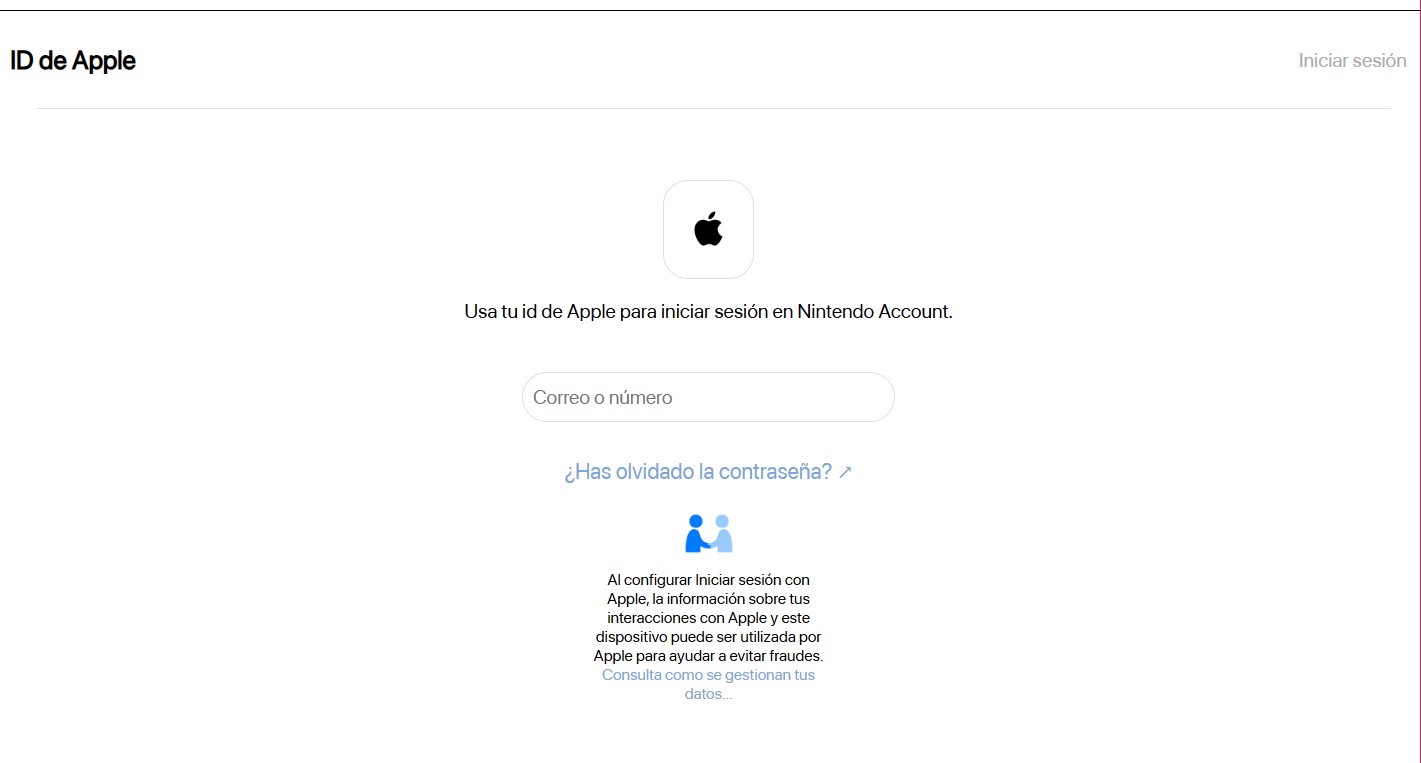 ID de Apple
Iniciar sesión
Usa tu id de Apple para iniciar sesión en Nintendo Account.
Correo o número
¿Has olvidado la contraseña? ↗
Al configurar Iniciar sesión con
Apple, la información sobre tus
interacciones con Apple y este
dispositivo puede ser utilizada por
Apple para ayudar a evitar fraudes.
Consulta como se gestionan tus
datos...